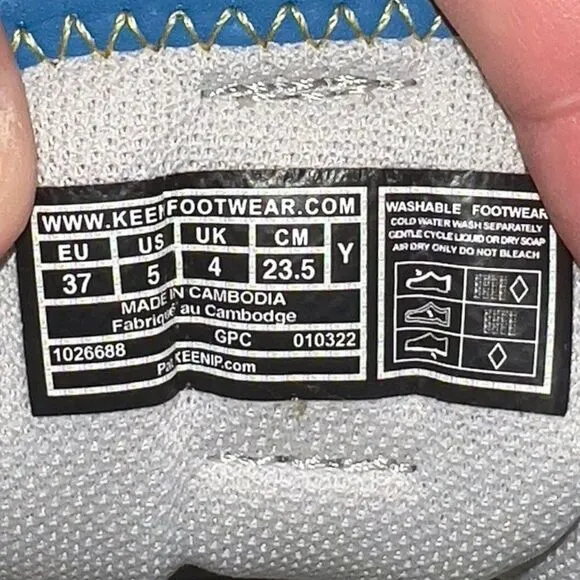 WWW.KEENFOOTWEAR.COM
EU US UK CM Y
37 5 4 23.5
MADE IN CAMBODIA
Fabriqué au Cambodge
1026688 GPC 010322
KEENIP.com
WASHABLE FOOTWEAR
COLD WATER WASH SEPARATELY
GENTLE CYCLE LIQUID OR DRY SOAP
AIR DRY ONLY DO NOT BLEACH